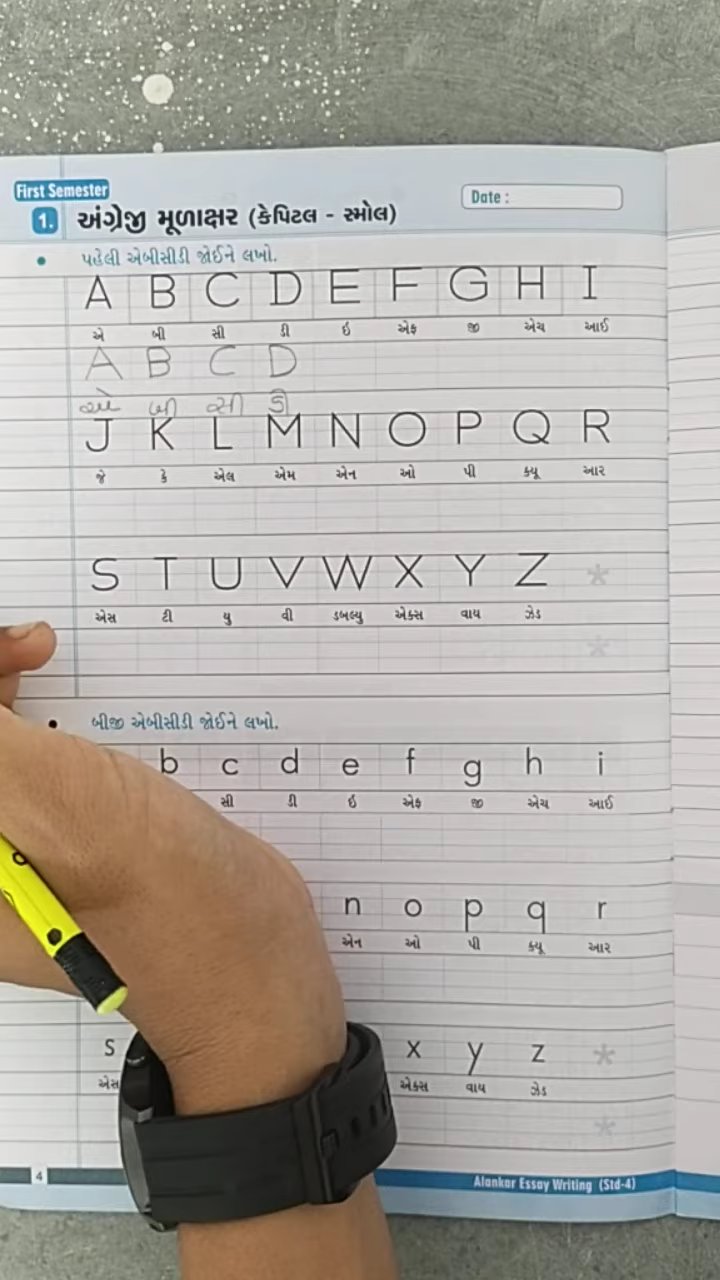 First Semester
1. અંગ્રેજી મૂળાક્ષર (કેપિટલ - સ્મોલ)
Date :
• પહેલી એબીસીડી જોઈને લખો.
A B C D E F G H I
એ બી સી ડી ઇ એફ જી એચ આઈ
A B C D
એ બી સી ડી
J K L M N O P Q R
જે કે એલ એમ એન ઓ પી ક્યૂ આર
S T U V W X Y Z *
એસ ટી યુ વી ડબલ્યુ એક્સ વાય ઝેડ
*
• બીજી એબીસીડી જોઈને લખો.
b c d e f g h i
સી ડી ઇ એફ જી એચ આઈ
n o p q r
એન ઓ પી ક્યૂ આર
s x y z *
એસ એક્સ વાય ઝેડ
*
4
Alankar Essay Writing (Std-4)